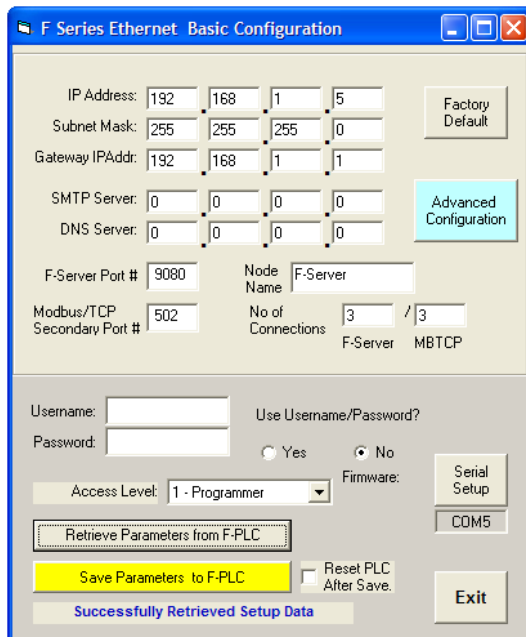 F Series Ethernet  Basic Configuration
IP Address: 192 . 168 . 1 . 5
Factory
Default
Subnet Mask: 255 . 255 . 255 . 0
Gateway IPAddr: 192 . 168 . 1 . 1
SMTP Server: 0 . 0 . 0 . 0
Advanced
Configuration
DNS Server: 0 . 0 . 0 . 0
F-Server Port # 9080
Node
Name F-Server
Modbus/TCP
Secondary Port # 502
No of
Connections 3 / 3
F-Server MBTCP
Username:
Password:
Use Username/Password?
Yes No
Access Level: 1 - Programmer
Firmware:
Serial
Setup
COM5
Retrieve Parameters from F-PLC
Save Parameters  to F-PLC
Reset PLC
After Save.
Exit
Successfully Retrieved Setup Data